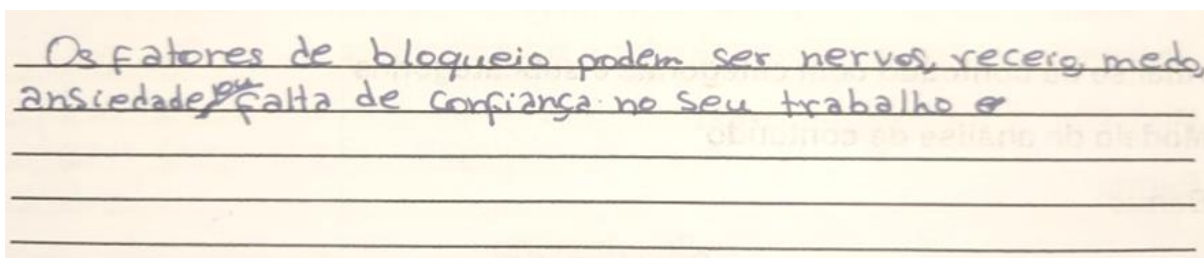 Os fatores de bloqueio podem ser nervos, receio, medo,
ansiedade ou falta de confiança no seu trabalho